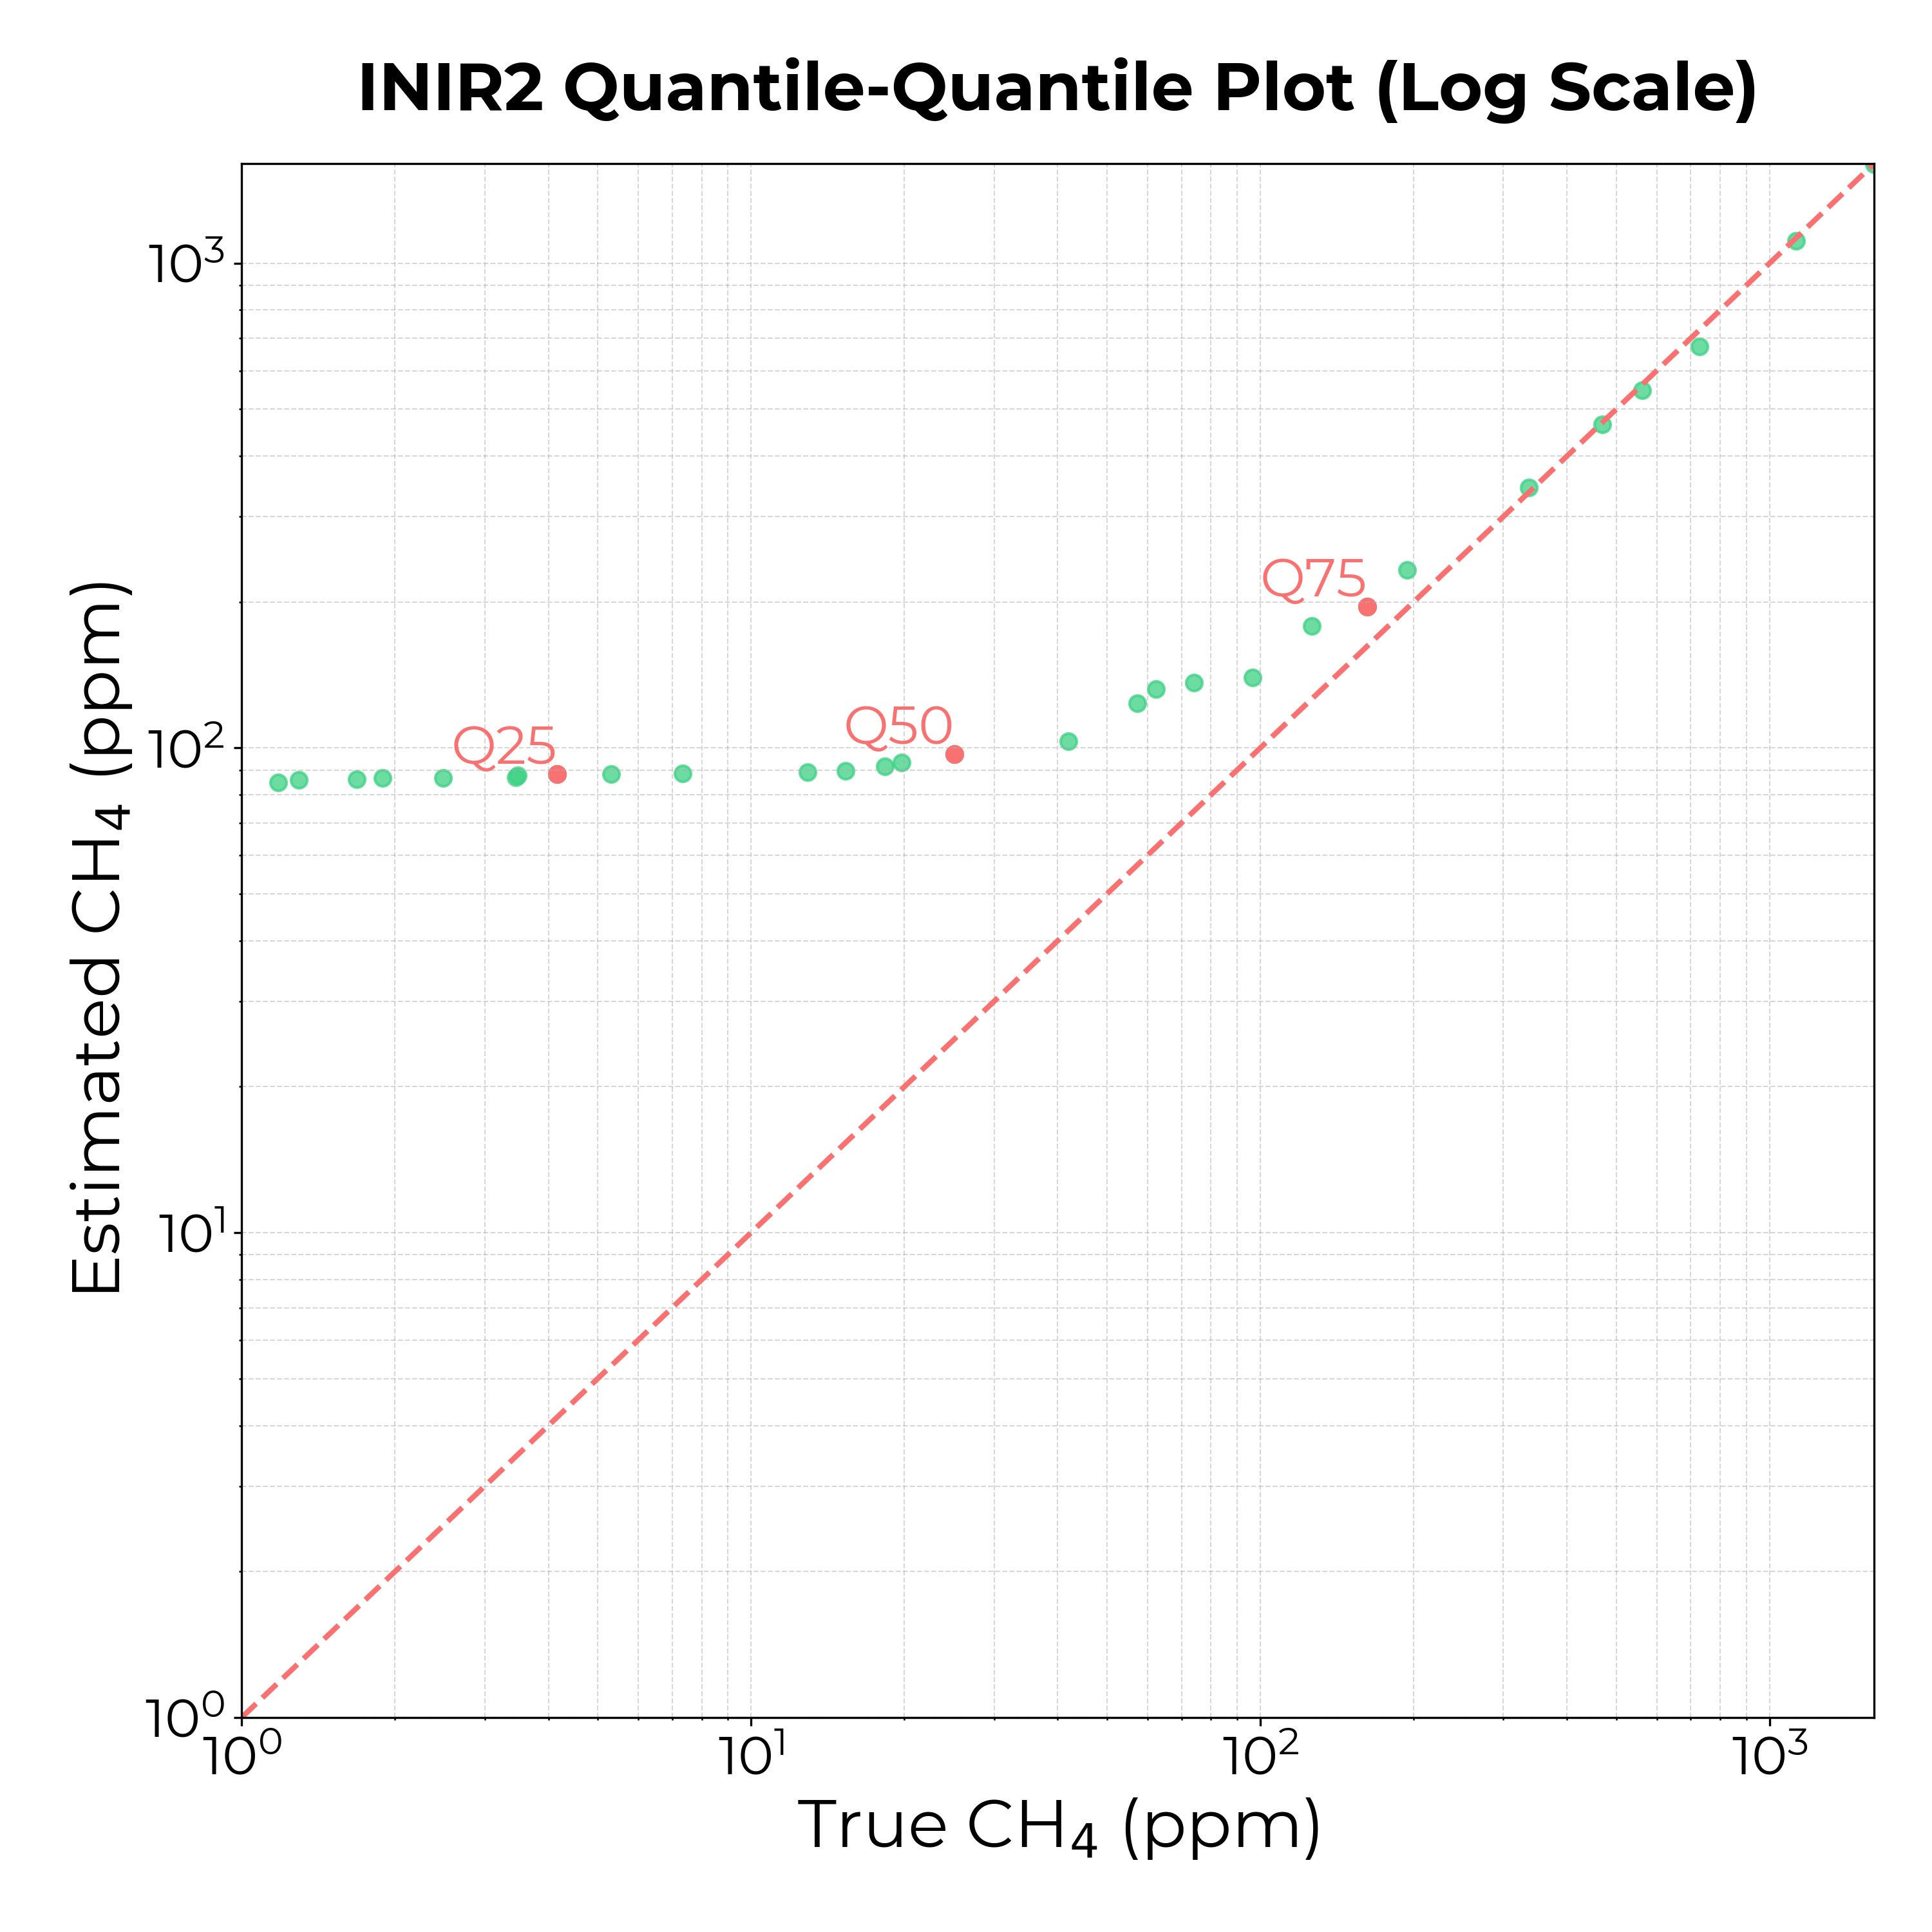 INIR2 Quantile-Quantile Plot (Log Scale)
Estimated CH₄ (ppm)
10³
10²
10¹
10⁰
Q75
Q50
Q25
10⁰ 10¹ 10² 10³
True CH₄ (ppm)